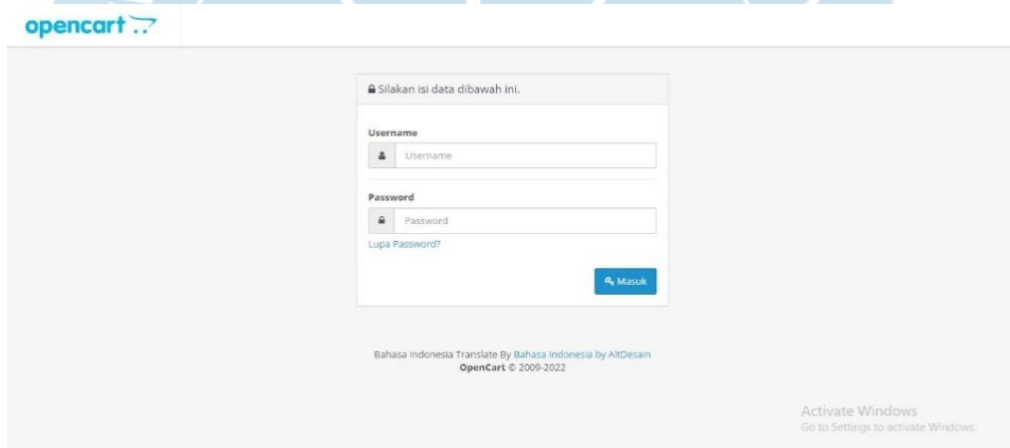 opencart
Silakan isi data dibawah ini.
Username
Username
Password
Password
Lupa Password?
Masuk
Bahasa Indonesia Translate By Bahasa Indonesia by AltDesain
OpenCart © 2009-2022
Activate Windows
Go to Settings to activate Windows.